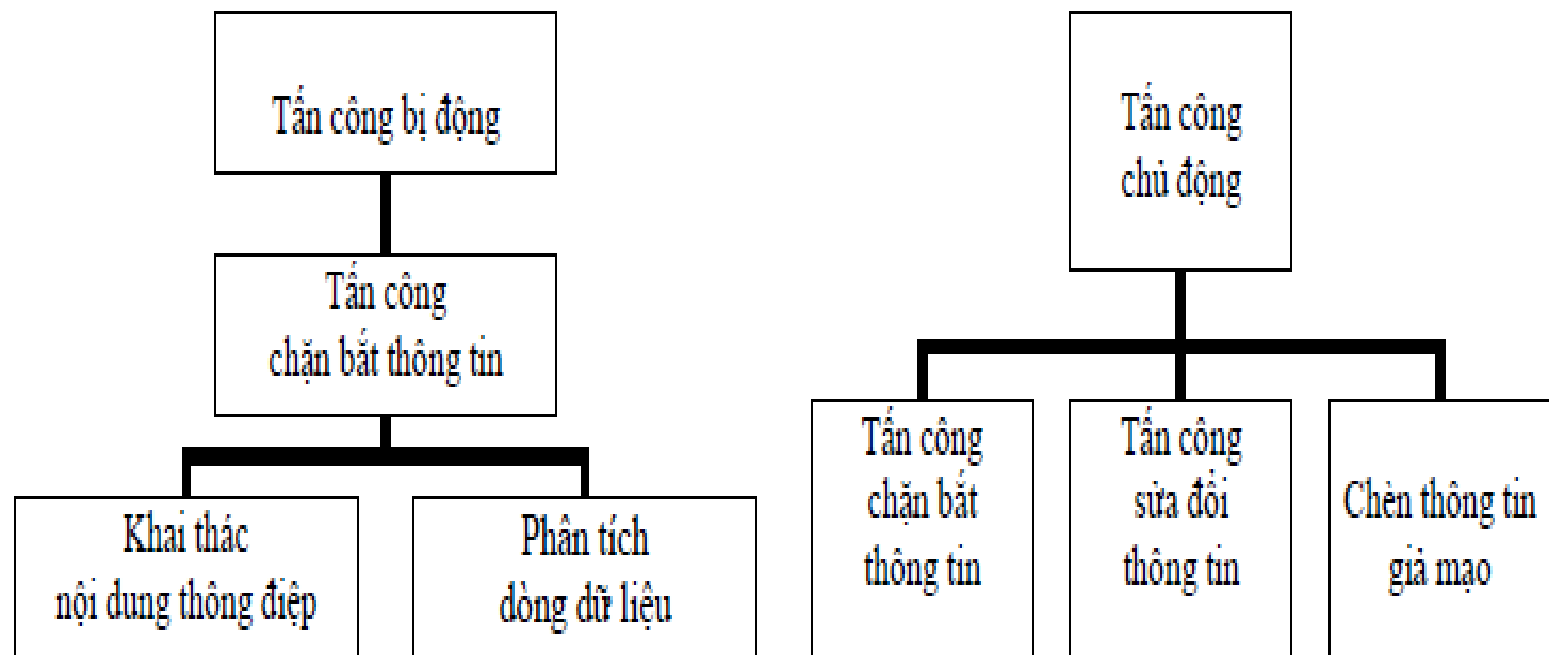 Tấn công bị động
Tấn công
chặn bắt thông tin
Khai thác
nội dung thông điệp
Phân tích
dòng dữ liệu
Tấn công
chủ động
Tấn công
chặn bắt
thông tin
Tấn công
sửa đổi
thông tin
Chèn thông tin
giả mạo